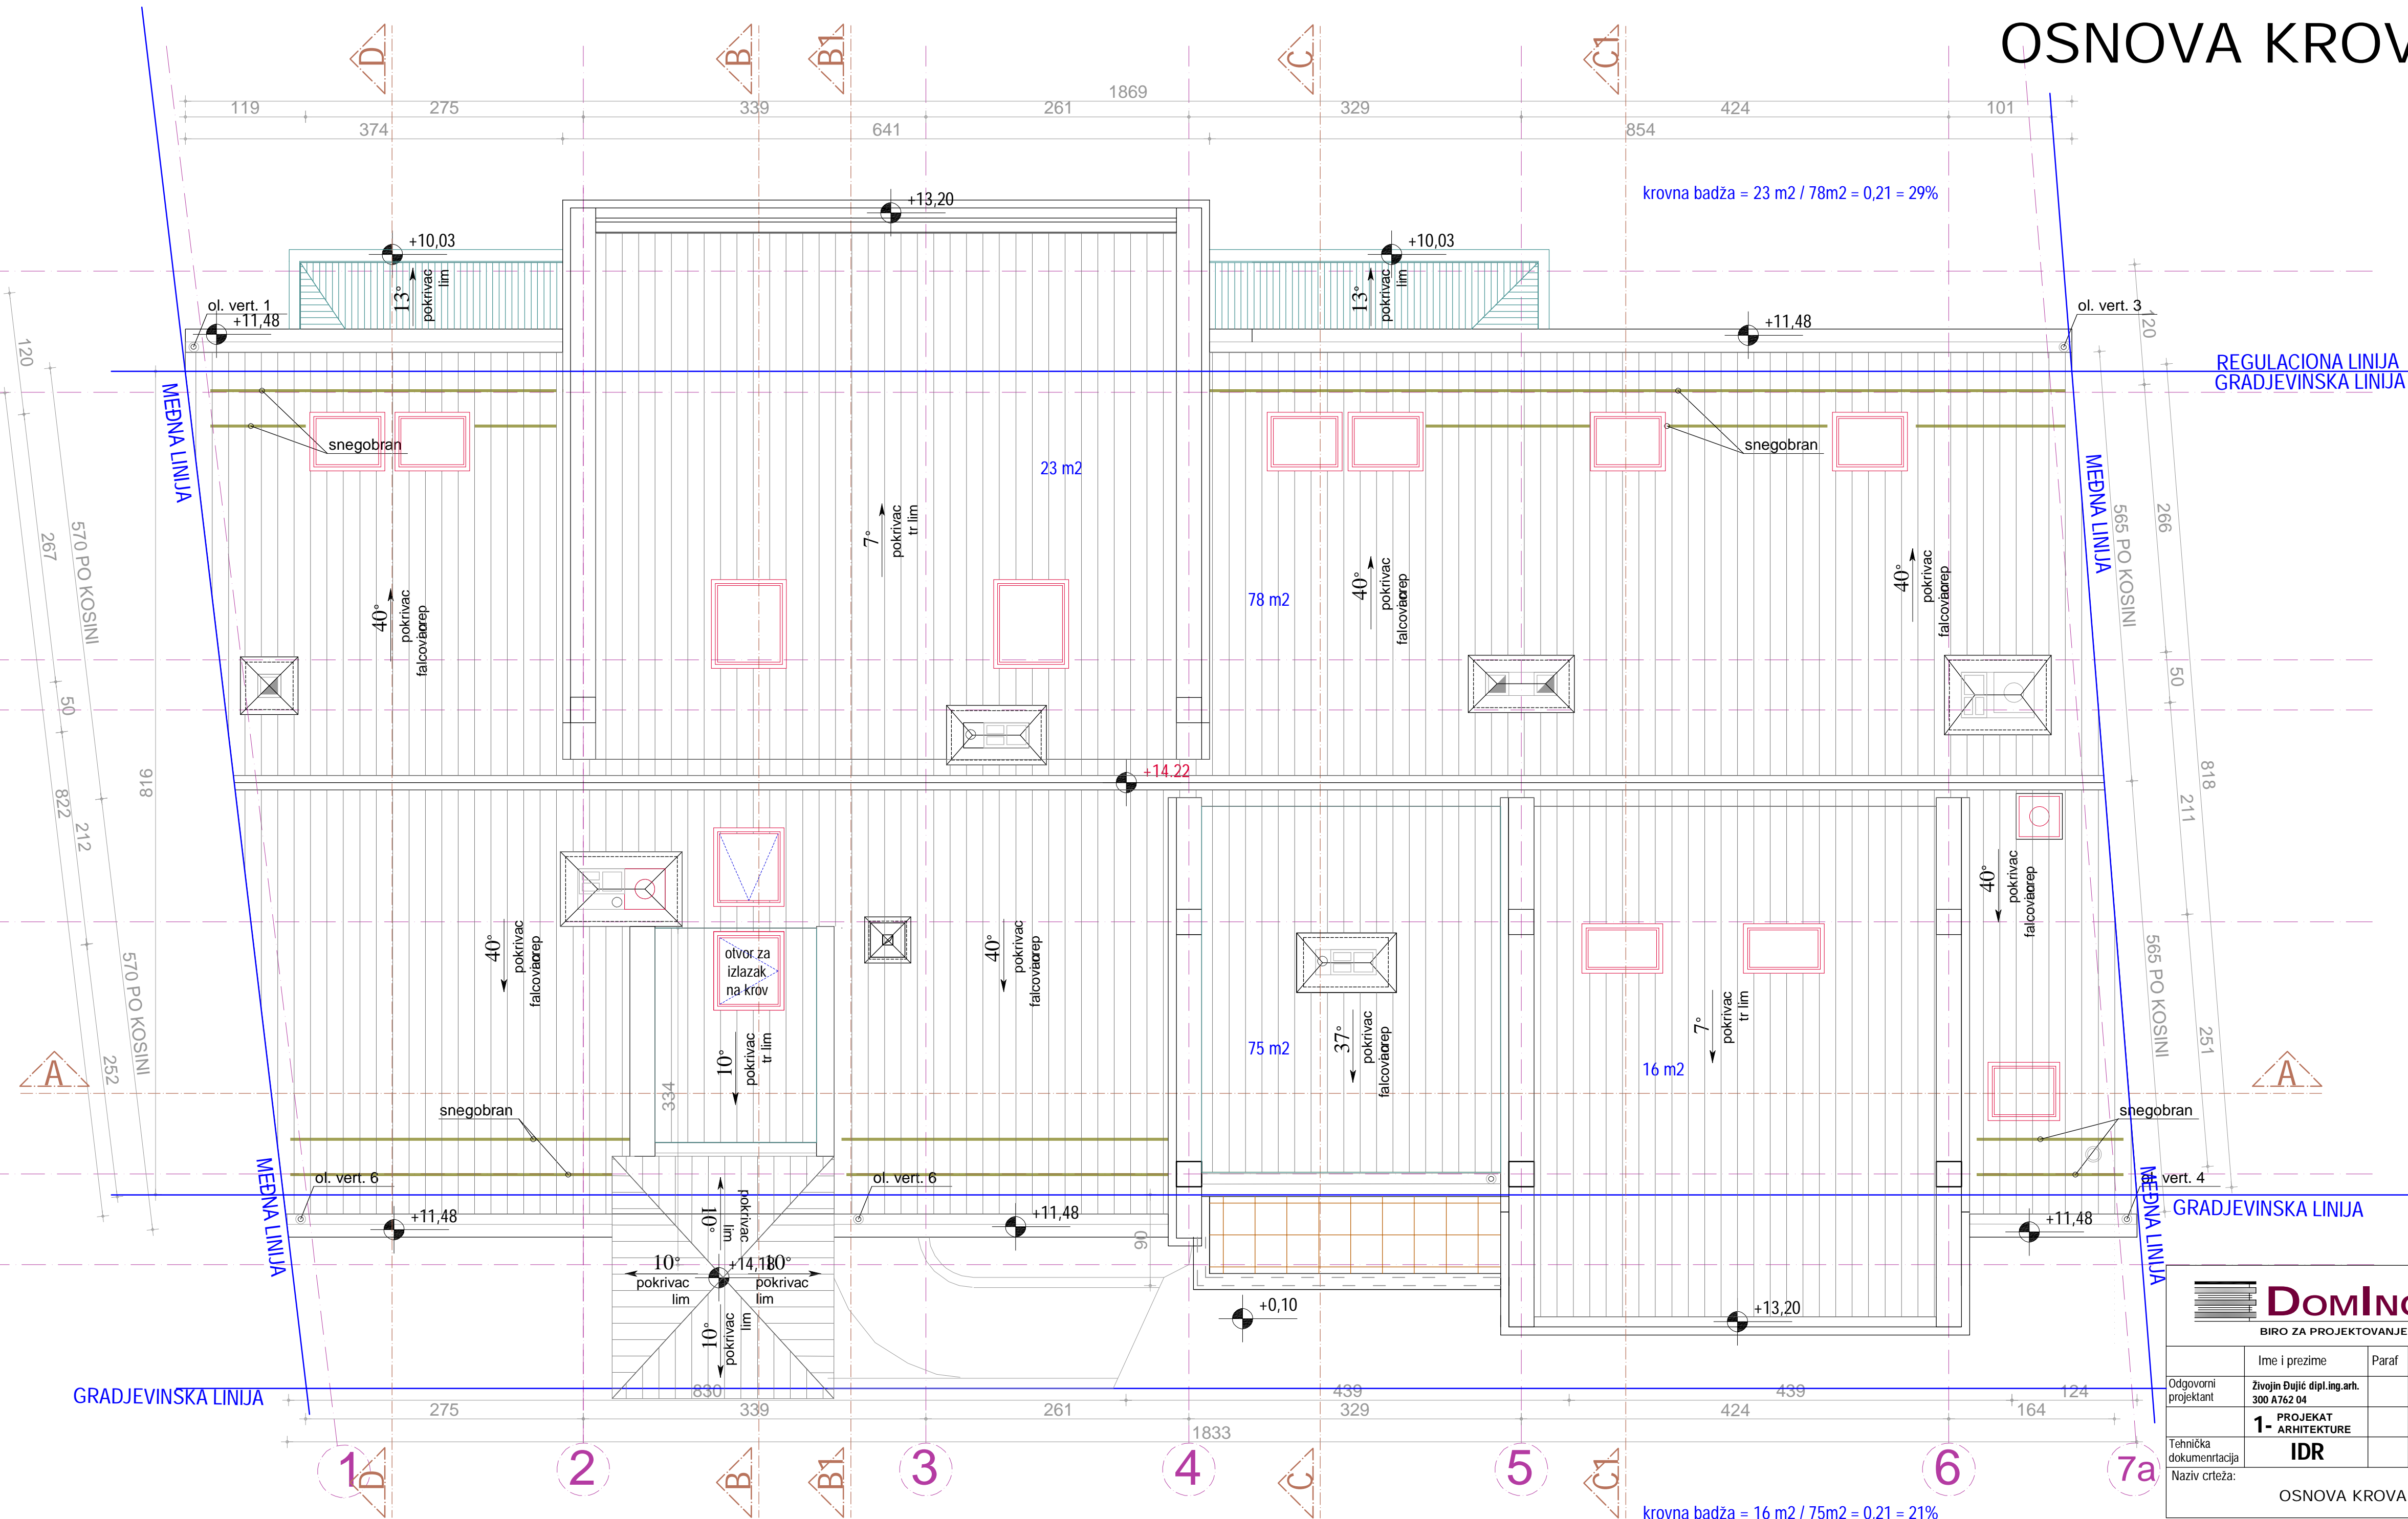 OSNOVA KROV
D
B
B1
C
C1
1869
119
275
339
261
329
424
101
374
641
854
krovna badža = 23 m2 / 78m2 = 0,21 = 29%
+13,20
+10,03
+10,03
13°
pokrivac
lim
13°
pokrivac
lim
ol. vert. 1
+11,48
+11,48
ol. vert. 3
REGULACIONA LINIJA
GRADJEVINSKA LINIJA
MEĐNA LINIJA
MEĐNA LINIJA
snegobran
snegobran
23 m2
78 m2
7°
pokrivac
tr lim
40°
pokrivac
40°
pokrivac
40°
pokrivac
120
267
570 PO KOSINI
50
822
212
816
570 PO KOSINI
252
120
266
565 PO KOSINI
50
818
211
565 PO KOSINI
251
+14.22
40°
pokrivac
40°
pokrivac
40°
pokrivac
otvor za
izlazak
na krov
10°
pokrivac
tr lim
334
75 m2
37°
pokrivac
7°
pokrivac
tr lim
16 m2
A
A
snegobran
snegobran
ol. vert. 6
ol. vert. 6
vert. 4
MEĐNA LINIJA
MEĐNA LINIJA
GRADJEVINSKA LINIJA
+11,48
+11,48
+11,48
90
10°
pokrivac
lim
10°
pokrivac
lim
+14,18
10°
pokrivac
lim
10°
pokrivac
lim
+0,10
+13,20
GRADJEVINSKA LINIJA
830
439
439
124
275
339
261
329
424
164
1833
1
D
2
B
B1
3
4
C
5
C1
6
7a
krovna badža = 16 m2 / 75m2 = 0.21 = 21%
DOMIN
BIRO ZA PROJEKTOVANJE
Ime i prezime
Paraf
Odgovorni
projektant
Živojin Đujić dipl.ing.arh.
300 A762 04
1- PROJEKAT
ARHITEKTURE
Tehnička
dokumenrtacija
IDR
Naziv crteža:
OSNOVA KROVA